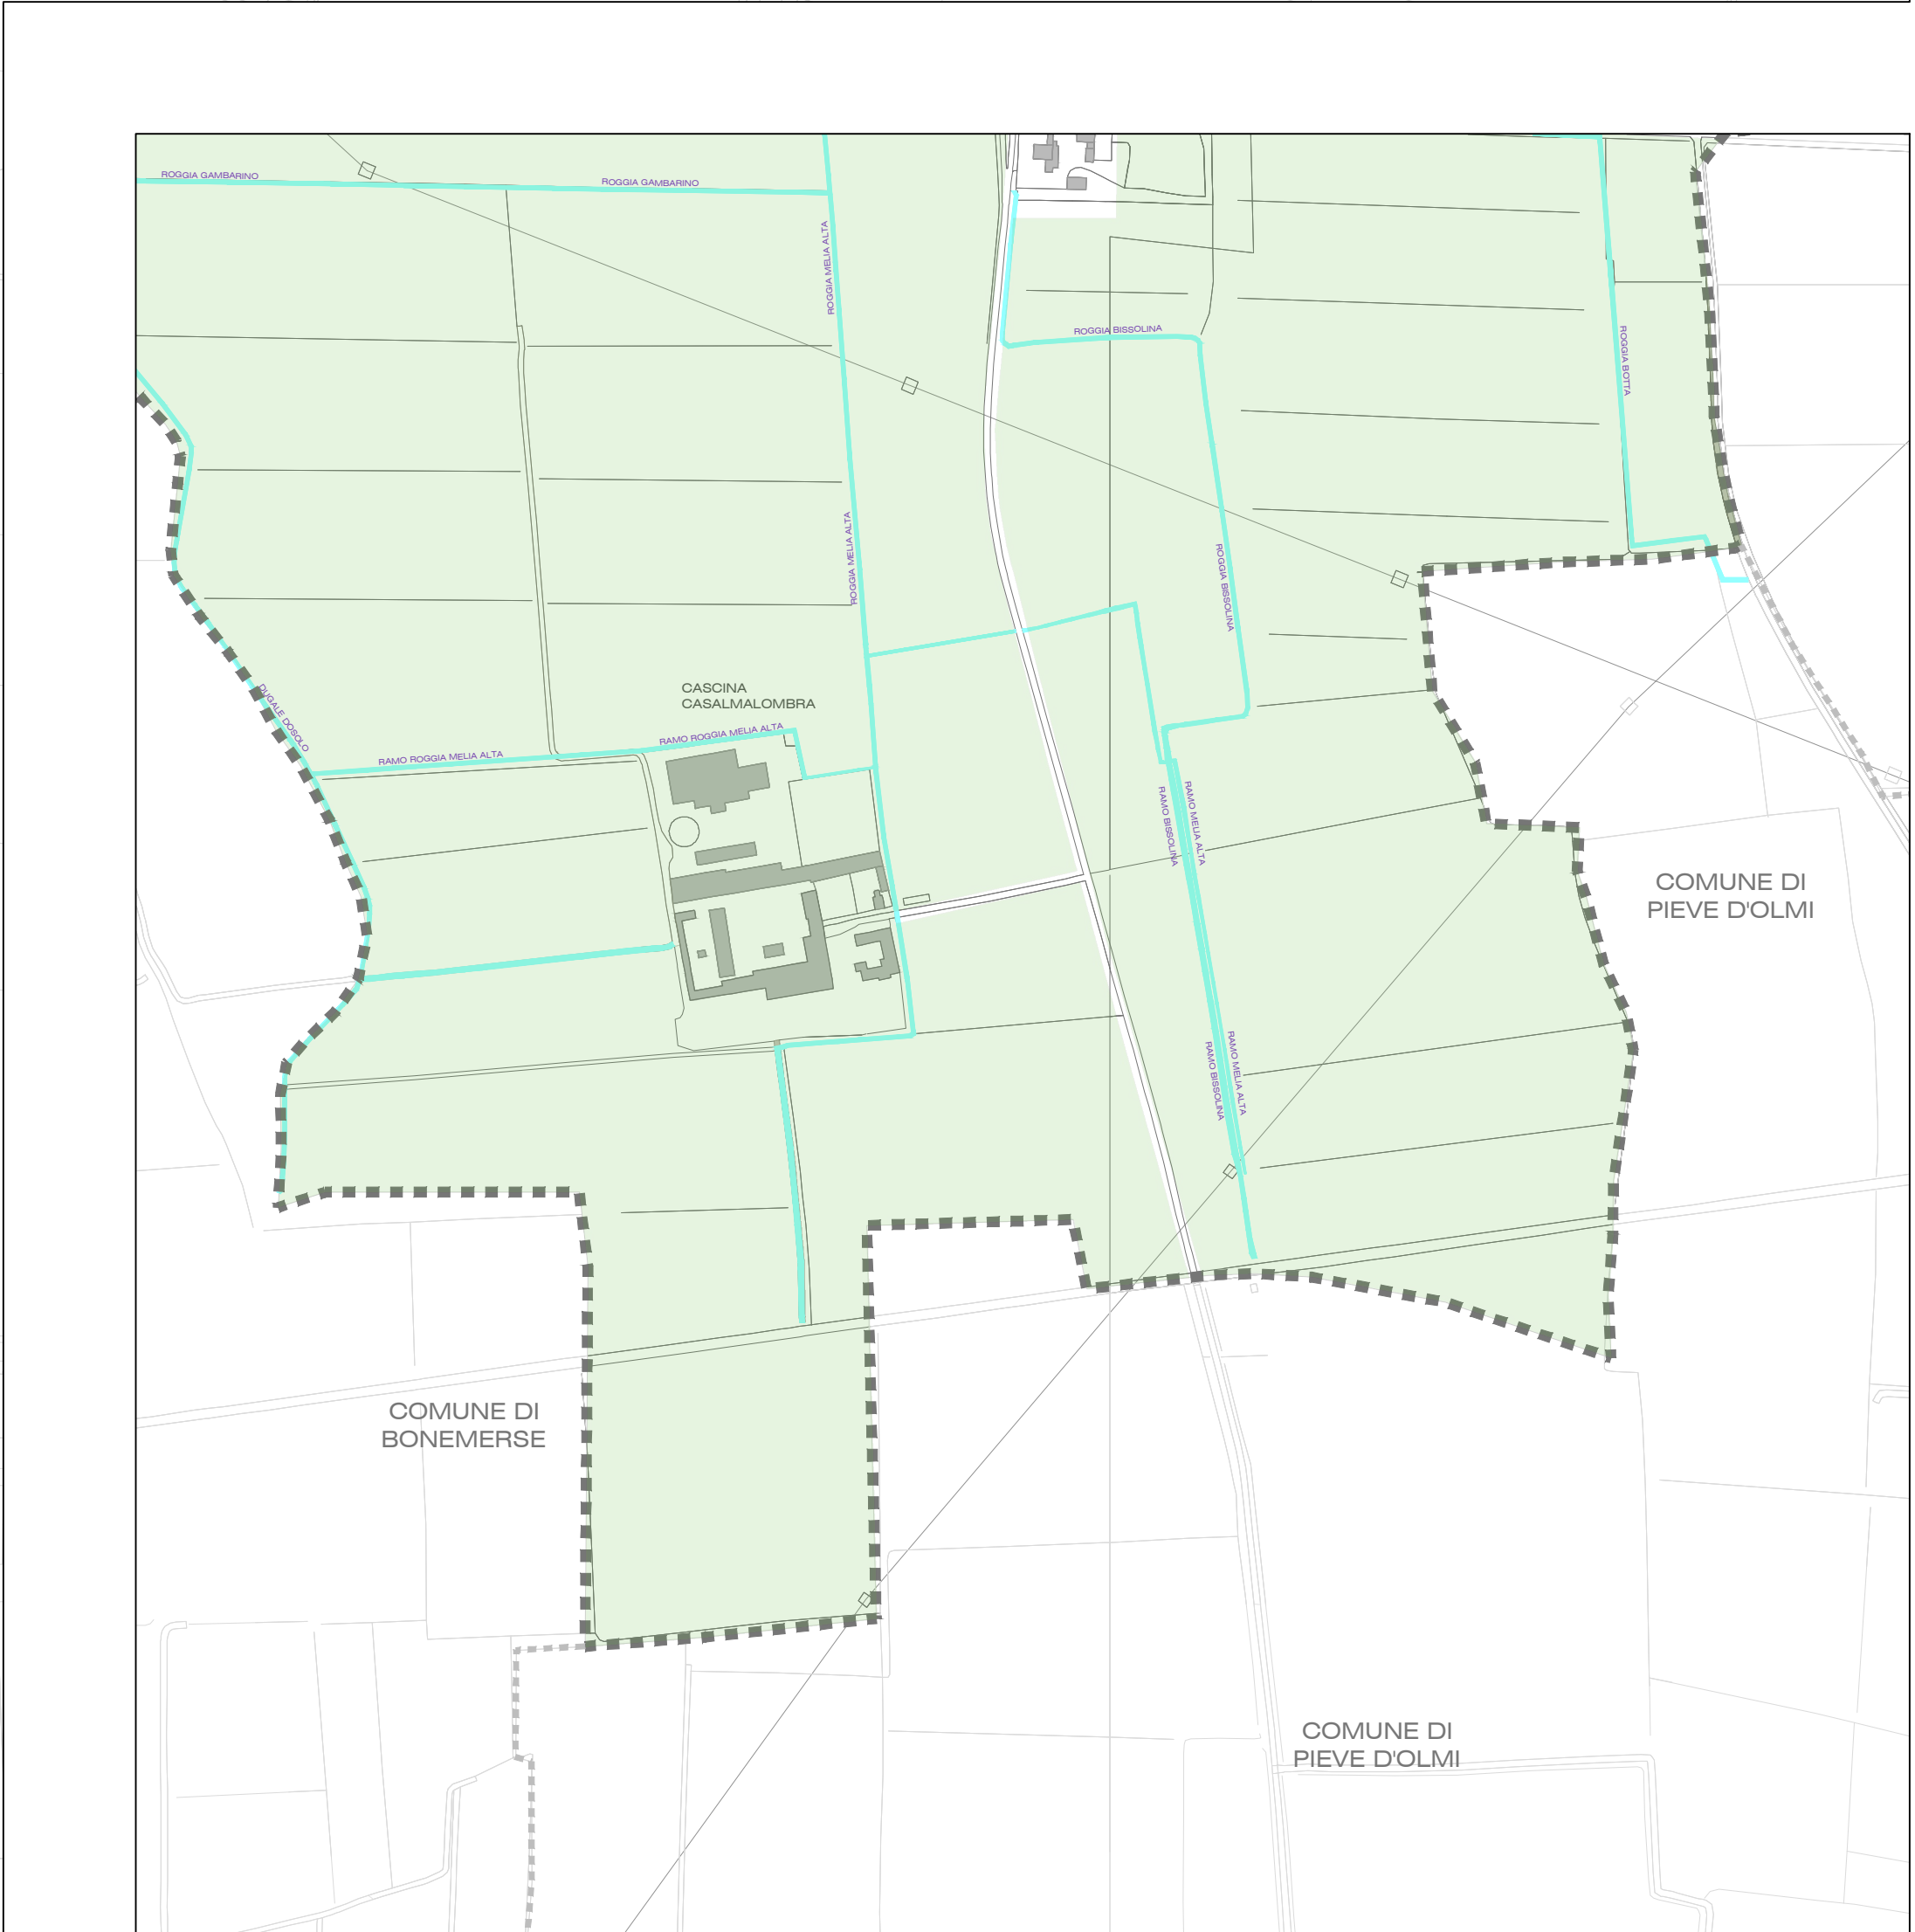 ROGGIA GAMBARINO
ROGGIA GAMBARINO
ROGGIA MELIA ALTA
ROGGIA BISSOLINA
ROGGIA BOTTA
ROGGIA MELIA ALTA
ROGGIA BISSOLINA
DUGALE DOSOLO
CASCINA
CASALMALOMBRA
RAMO ROGGIA MELIA ALTA
RAMO ROGGIA MELIA ALTA
RAMO BISSOLINA
RAMO MELIA ALTA
COMUNE DI
PIEVE D'OLMI
RAMO BISSOLINA
RAMO MELIA ALTA
COMUNE DI
BONEMERSE
COMUNE DI
PIEVE D'OLMI